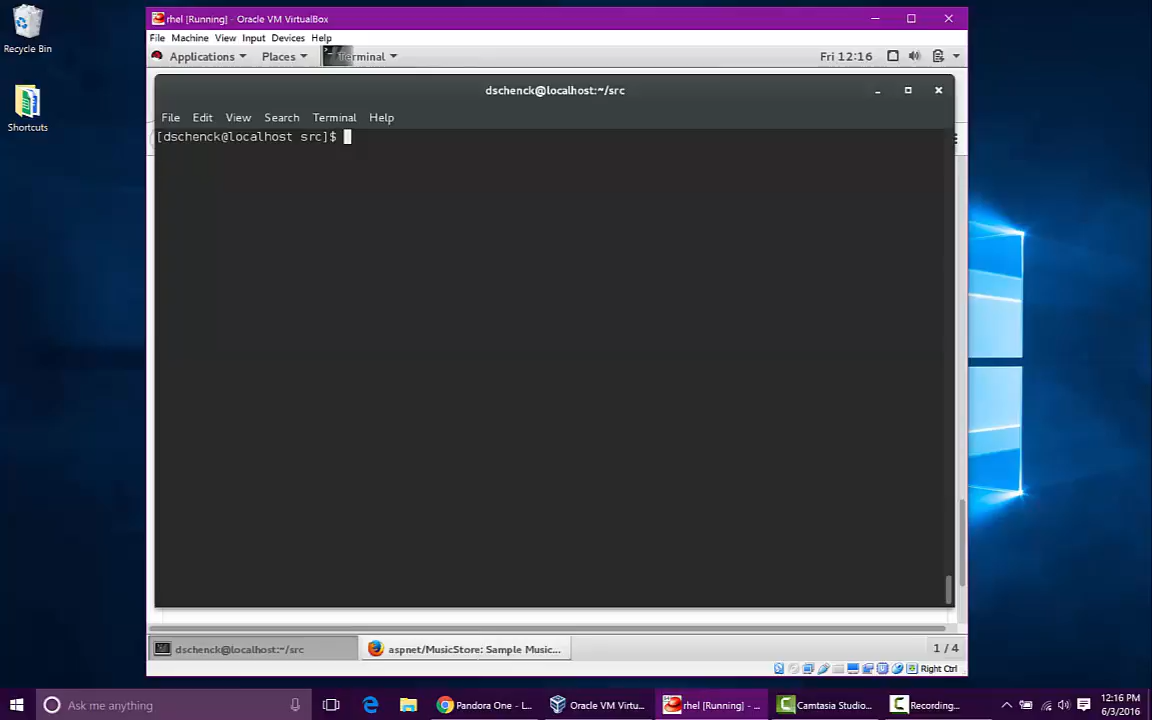 Recycle Bin
Shortcuts
rhel [Running] - Oracle VM VirtualBox
File Machine View Input Devices Help
Applications Places Terminal Fri 12:16
dschenck@localhost:~/src
File Edit View Search Terminal Help
[dschenck@localhost src]$
dschenck@localhost:~/src aspnet/MusicStore: Sample Music... 1 / 4
Right Ctrl
Ask me anything Pandora One - L... Oracle VM Virtu... rhel [Running] - ... Camtasia Studio... Recording... 12:16 PM
6/3/2016